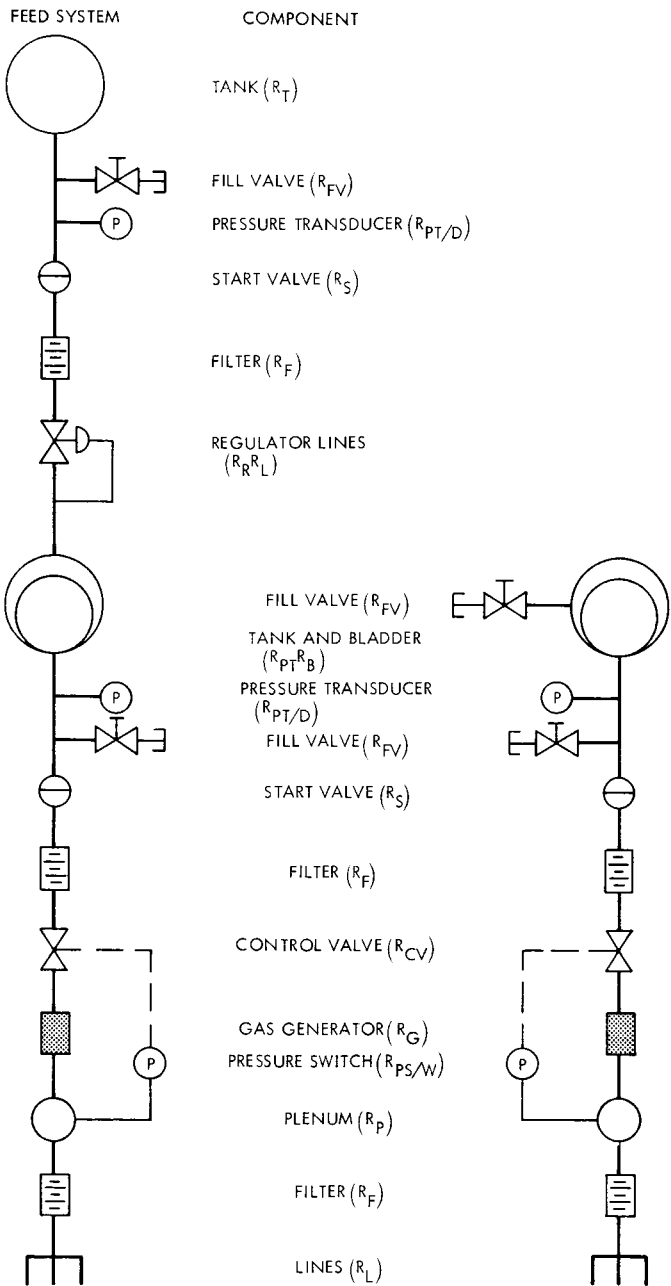 FEED SYSTEM COMPONENT
TANK (R_T)
FILL VALVE (R_FV)
P PRESSURE TRANSDUCER (R_PT/D)
START VALVE (R_S)
FILTER (R_F)
REGULATOR LINES
(R_R R_L)
FILL VALVE (R_FV)
TANK AND BLADDER
(R_PT R_B)
P PRESSURE TRANSDUCER P
(R_PT/D)
FILL VALVE (R_FV)
START VALVE (R_S)
FILTER (R_F)
CONTROL VALVE (R_CV)
GAS GENERATOR (R_G)
P PRESSURE SWITCH (R_PS/W) P
PLENUM (R_P)
FILTER (R_F)
LINES (R_L)